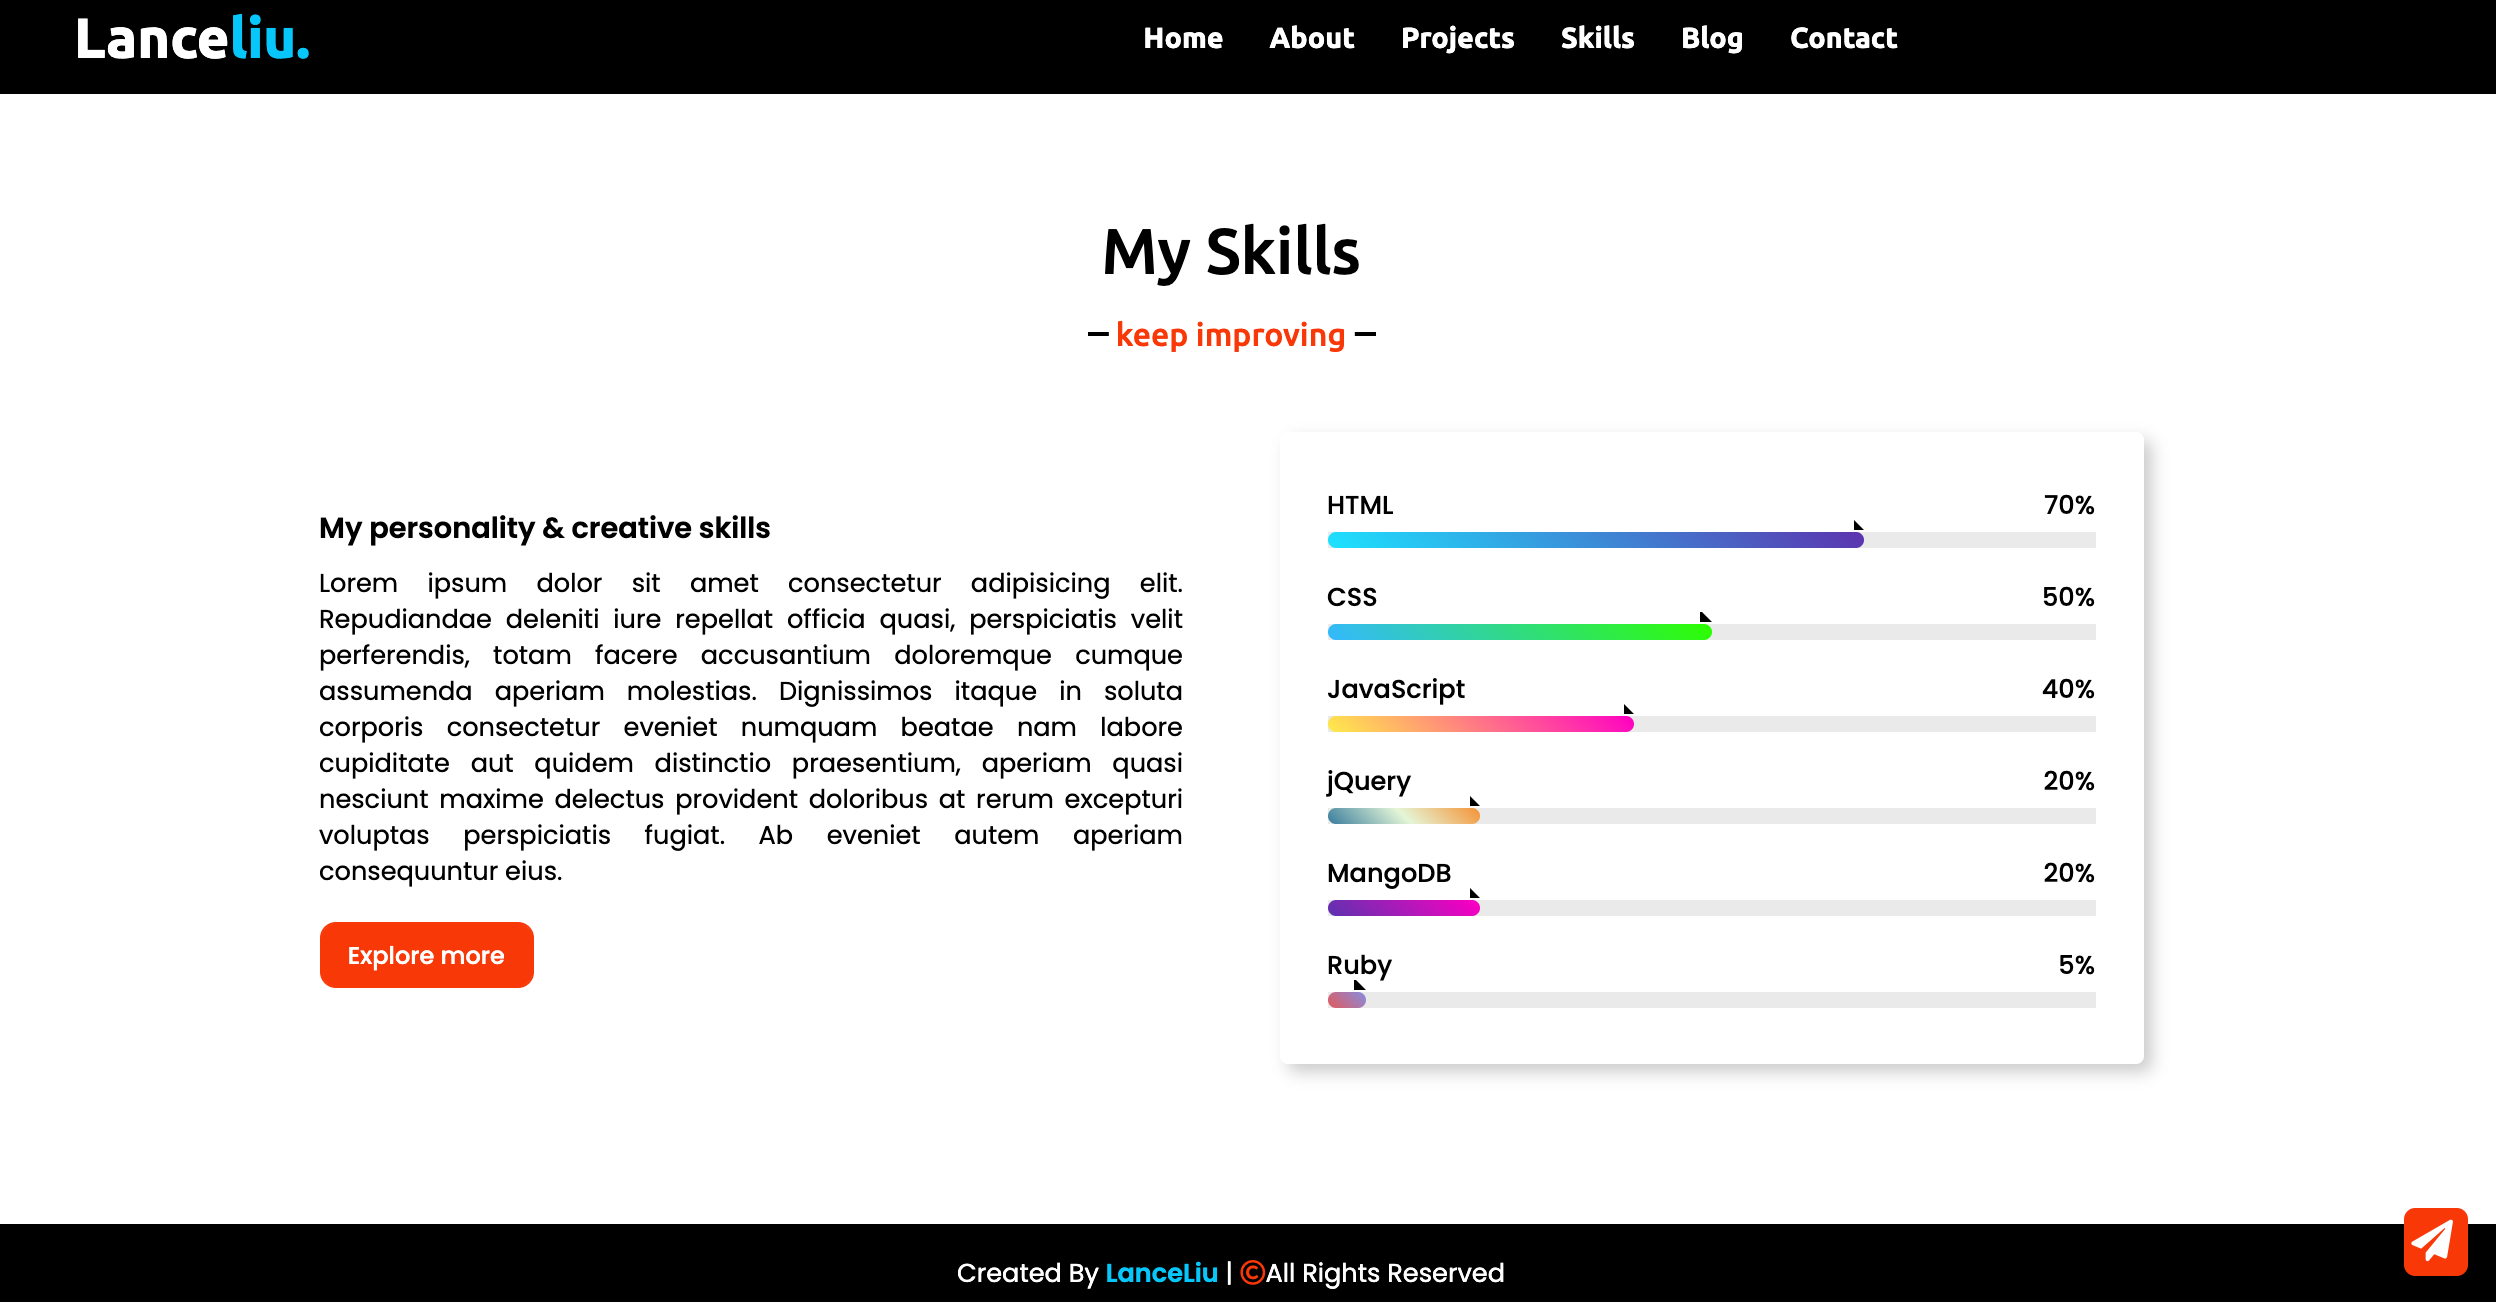 Lanceliu.
Home About Projects Skills Blog Contact
My Skills
— keep improving —
My personality & creative skills
Lorem ipsum dolor sit amet consectetur adipisicing elit.
Repudiandae deleniti iure repellat officia quasi, perspiciatis velit
perferendis, totam facere accusantium doloremque cumque
assumenda aperiam molestias. Dignissimos itaque in soluta
corporis consectetur eveniet numquam beatae nam labore
cupiditate aut quidem distinctio praesentium, aperiam quasi
nesciunt maxime delectus provident doloribus at rerum excepturi
voluptas perspiciatis fugiat. Ab eveniet autem aperiam
consequuntur eius.
Explore more
HTML 70%
CSS 50%
JavaScript 40%
jQuery 20%
MangoDB 20%
Ruby 5%
Created By LanceLiu | ©All Rights Reserved